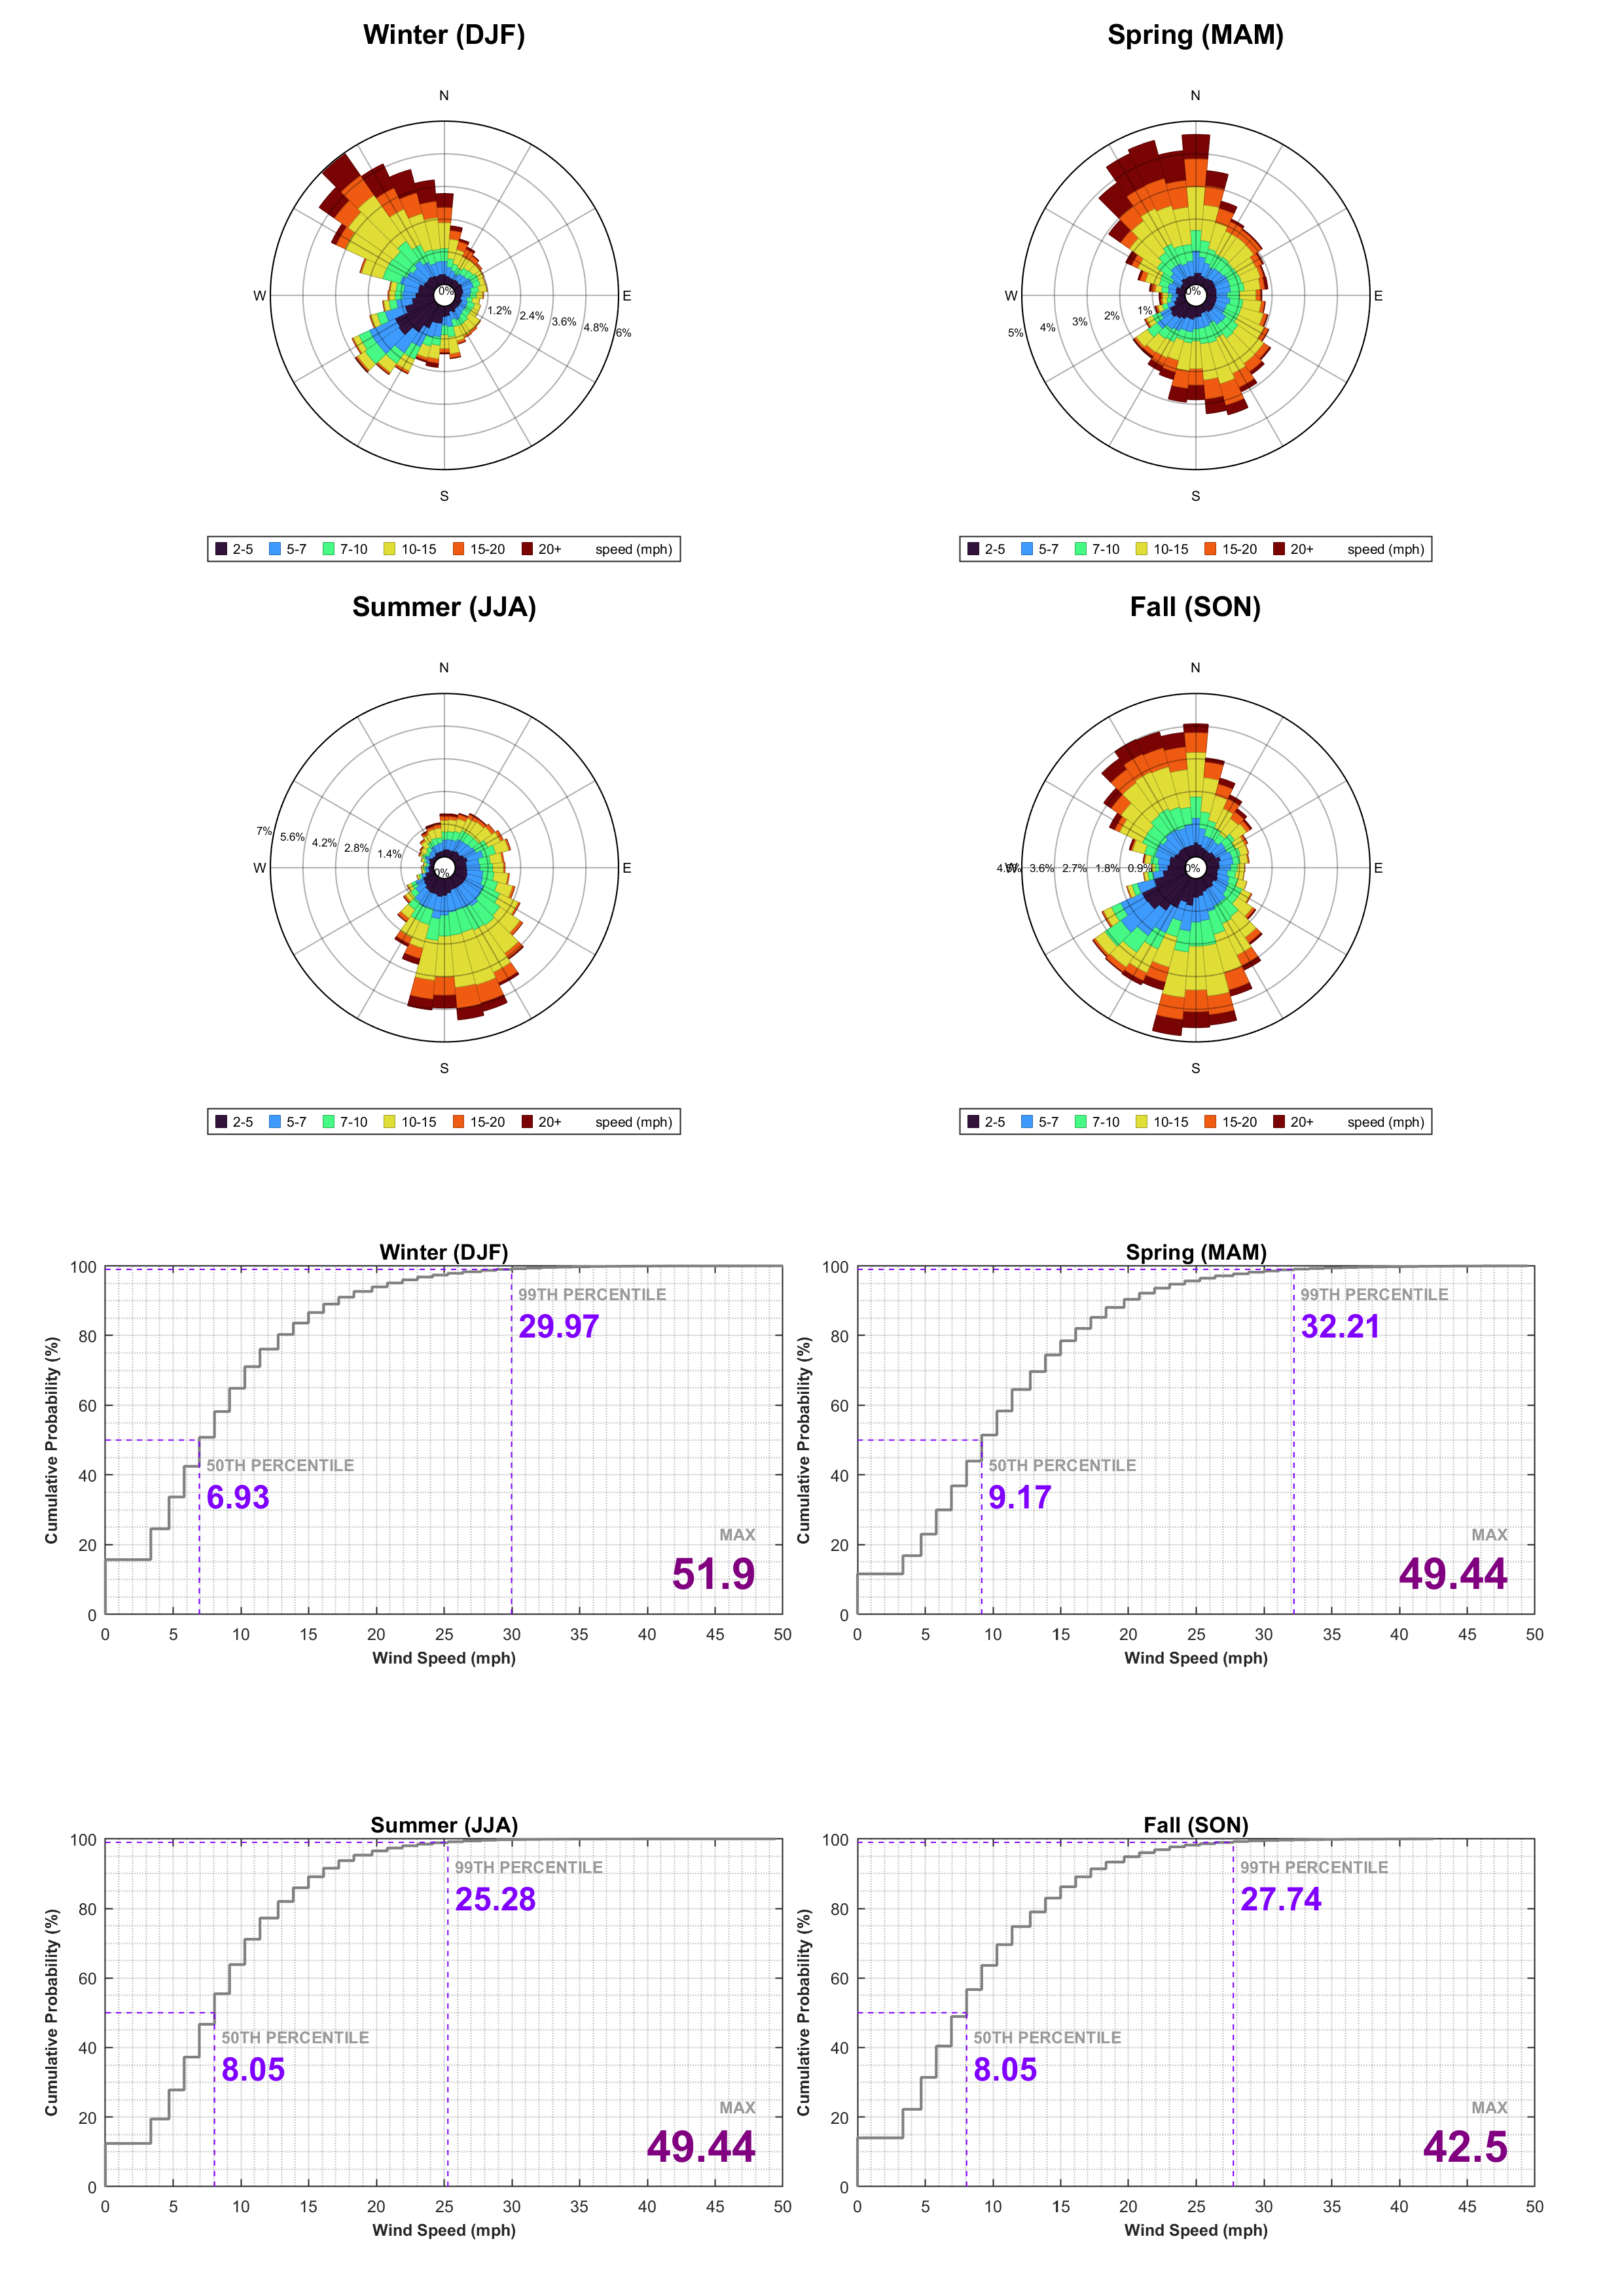 Winter (DJF)
Spring (MAM)
N
N
W
0%
E
1.2%
2.4%
3.6%
4.8%
6%
W
0%
E
1%
2%
3%
4%
5%
S
S
2-5 5-7 7-10 10-15 15-20 20+ speed (mph)
2-5 5-7 7-10 10-15 15-20 20+ speed (mph)
Summer (JJA)
Fall (SON)
N
N
7%
5.6%
4.2%
2.8%
1.4%
0%
W
E
4.5%
W
3.6%
2.7%
1.8%
0.9%
0%
E
S
S
2-5 5-7 7-10 10-15 15-20 20+ speed (mph)
2-5 5-7 7-10 10-15 15-20 20+ speed (mph)
Winter (DJF)
100
80
60
40
20
0
Cumulative Probability (%)
99TH PERCENTILE
29.97
50TH PERCENTILE
6.93
MAX
51.9
0 5 10 15 20 25 30 35 40 45 50
Wind Speed (mph)
Spring (MAM)
100
80
60
40
20
0
Cumulative Probability (%)
99TH PERCENTILE
32.21
50TH PERCENTILE
9.17
MAX
49.44
0 5 10 15 20 25 30 35 40 45 50
Wind Speed (mph)
Summer (JJA)
100
80
60
40
20
0
Cumulative Probability (%)
99TH PERCENTILE
25.28
50TH PERCENTILE
8.05
MAX
49.44
0 5 10 15 20 25 30 35 40 45 50
Wind Speed (mph)
Fall (SON)
100
80
60
40
20
0
Cumulative Probability (%)
99TH PERCENTILE
27.74
50TH PERCENTILE
8.05
MAX
42.5
0 5 10 15 20 25 30 35 40 45 50
Wind Speed (mph)